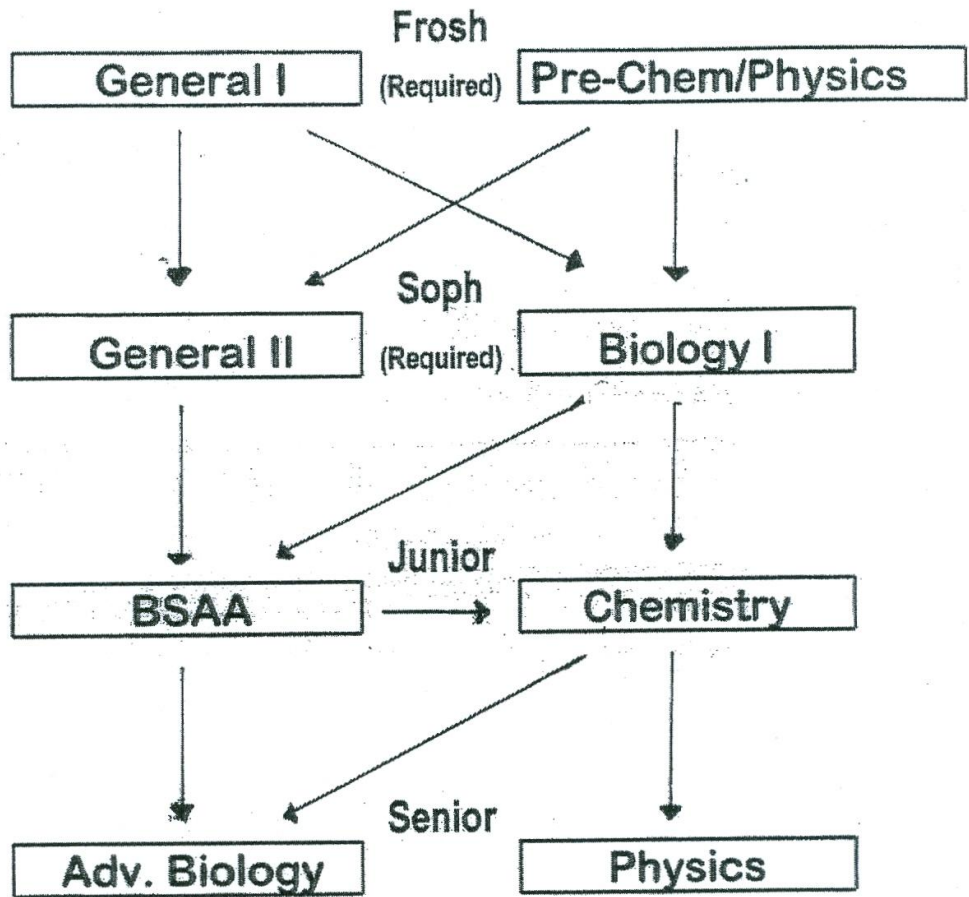 Frosh
General I
(Required)
Pre-Chem/Physics
Soph
General II
(Required)
Biology I
Junior
BSAA
Chemistry
Senior
Adv. Biology
Physics